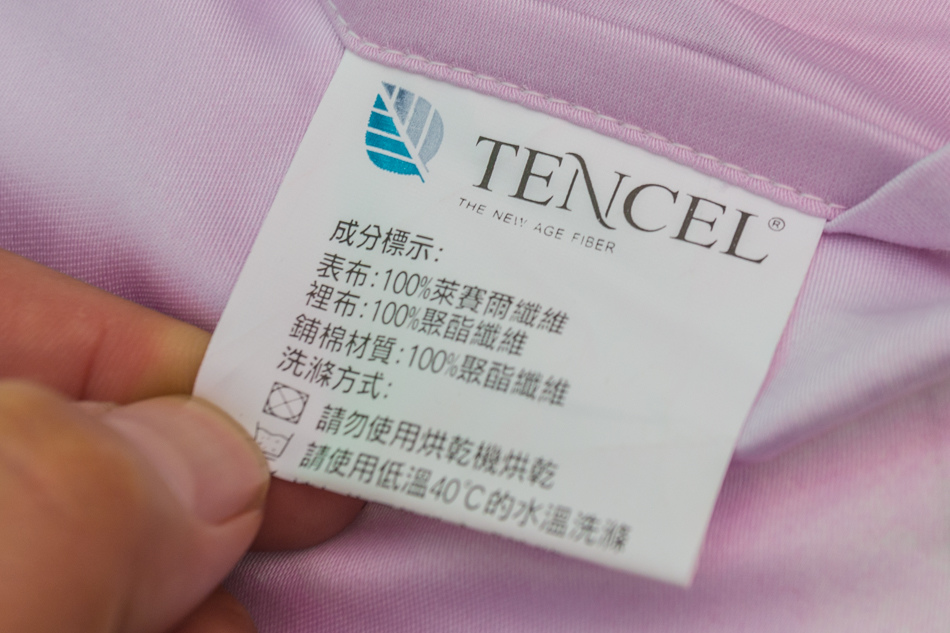 TENCEL®
THE NEW AGE FIBER
成分標示:
表布:100%萊賽爾纖維
裡布:100%聚酯纖維
鋪棉材質:100%聚酯纖維
洗滌方式:
請勿使用烘乾機烘乾
請使用低溫40℃的水溫洗滌